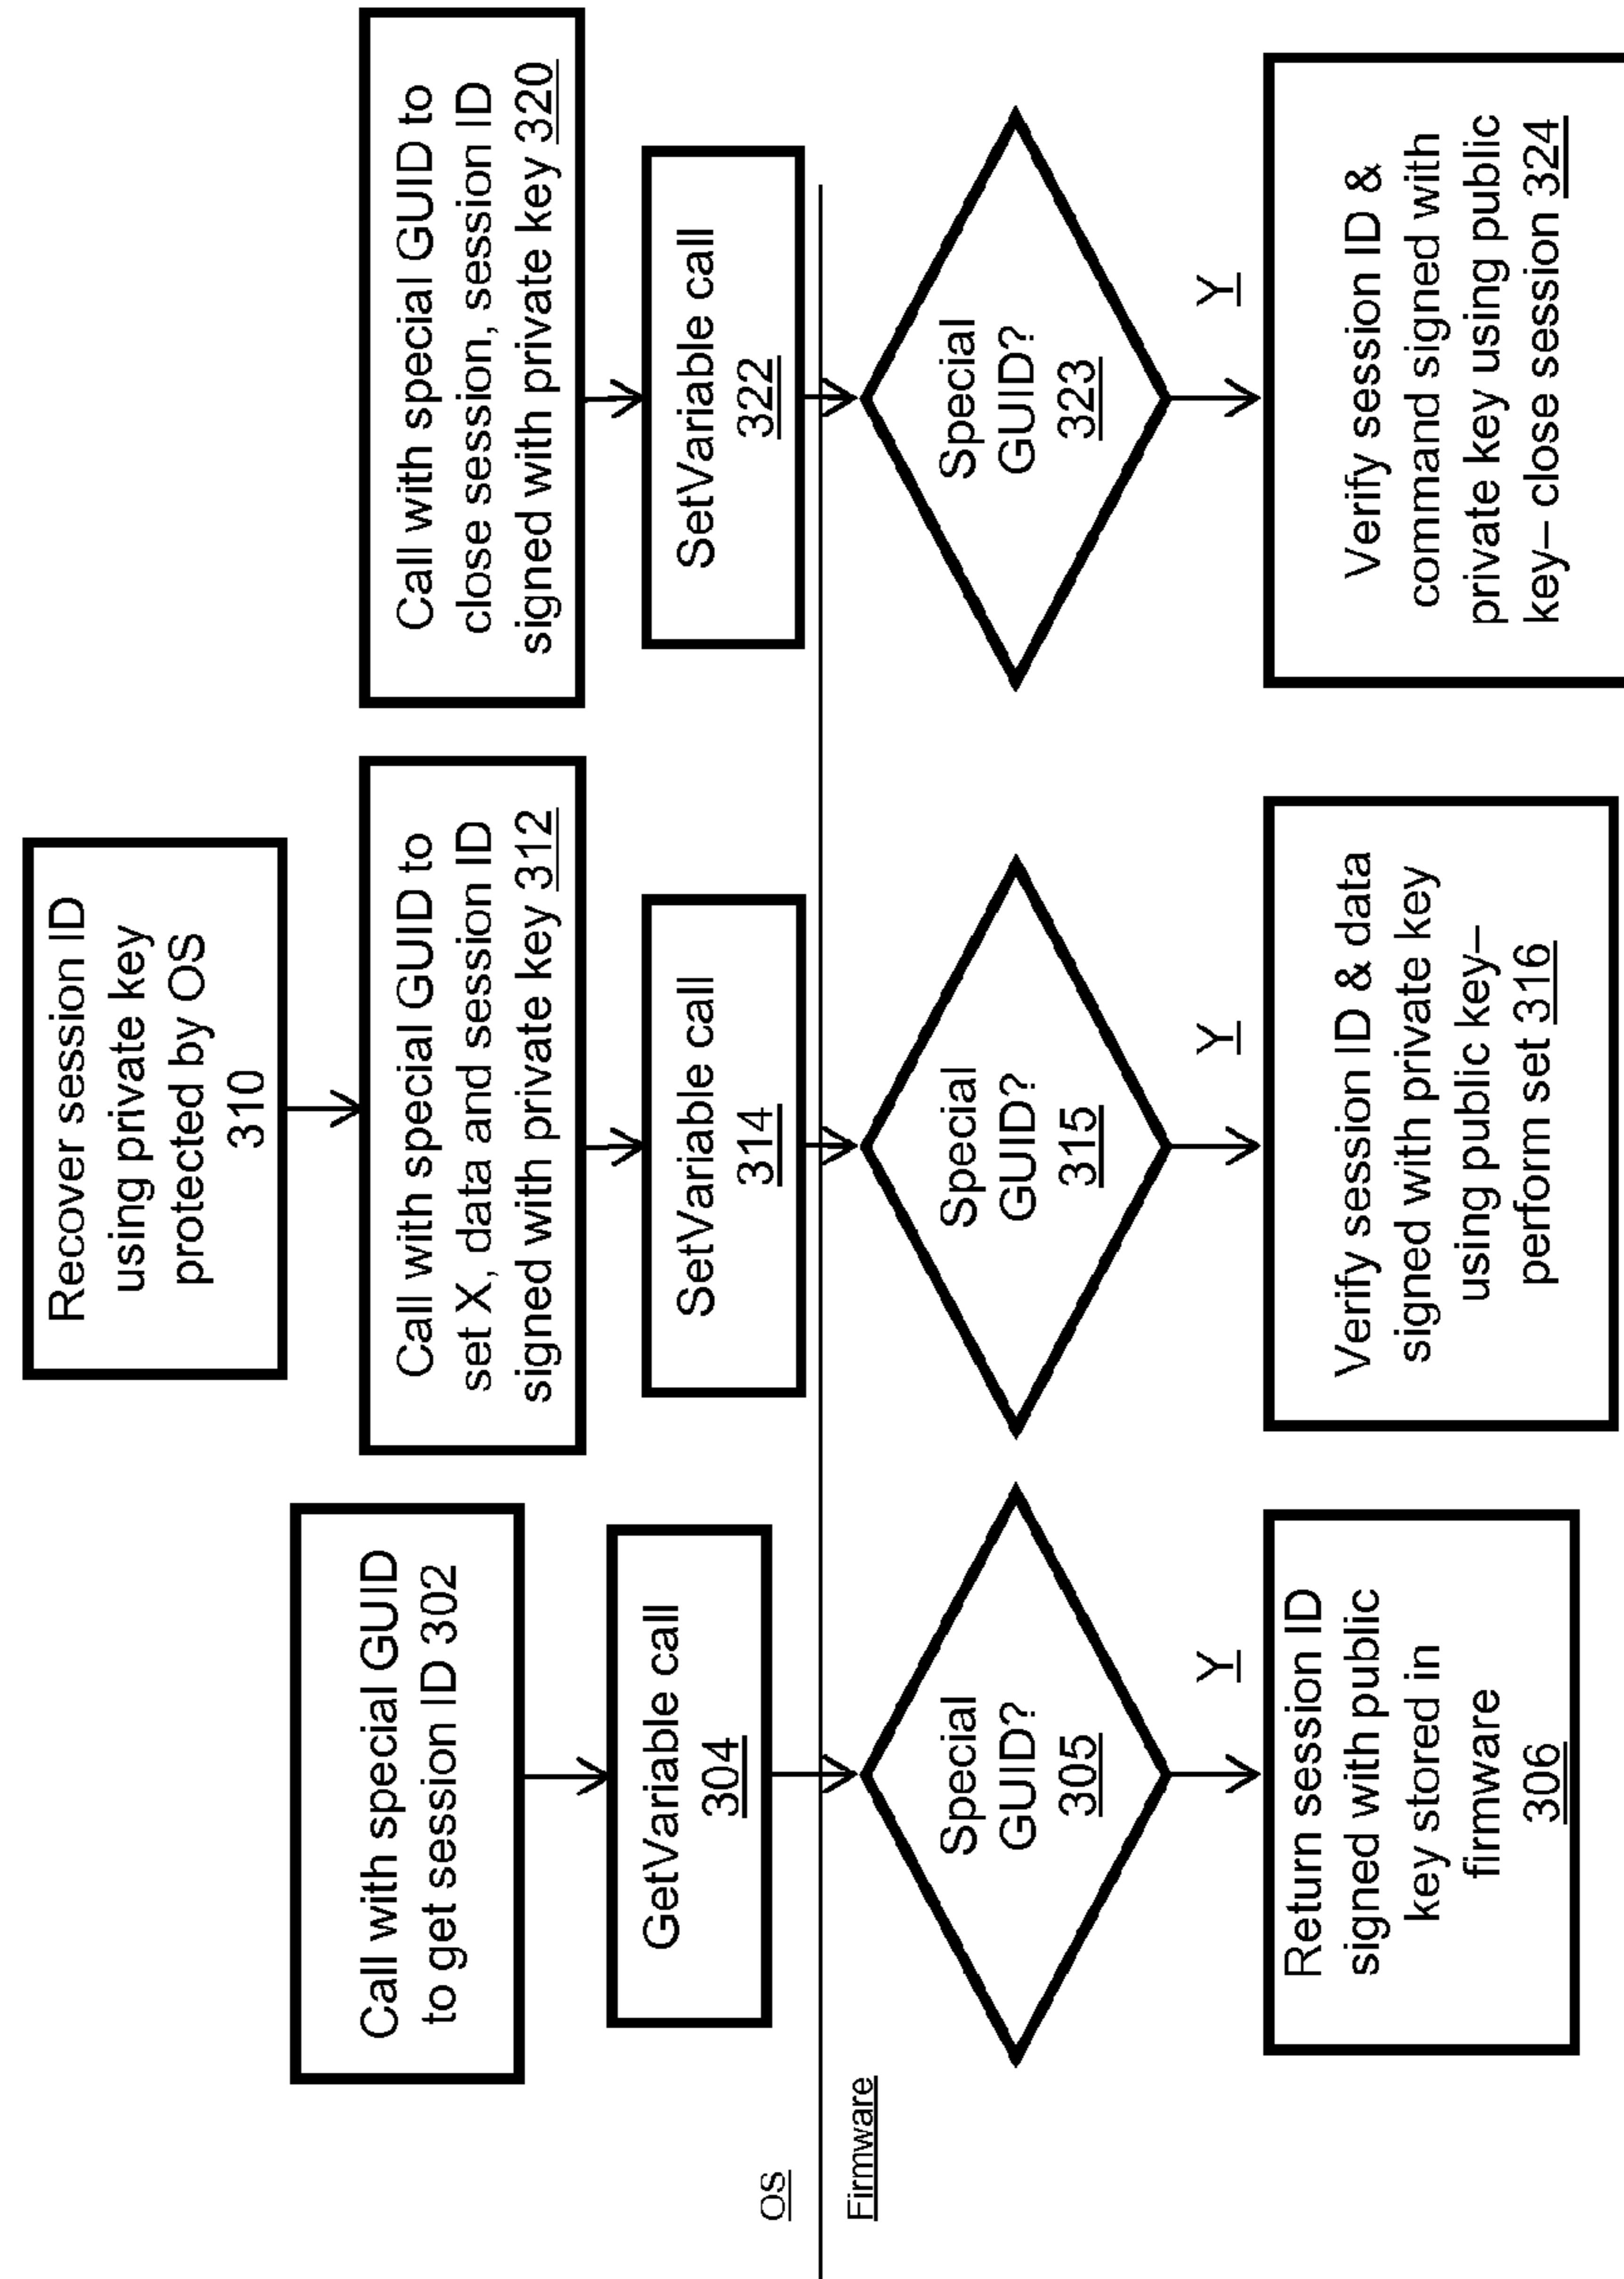 Call with special GUID
to get session ID 302
GetVariable call
304
Special
GUID?
305
Y
Return session ID
signed with public
key stored in
firmware
306
Recover session ID
using private key
protected by OS
310
Call with special GUID to
set X, data and session ID
signed with private key 312
SetVariable call
314
Special
GUID?
315
Y
Verify session ID & data
signed with private key
using public key–
perform set 316
Call with special GUID to
close session, session ID
signed with private key 320
SetVariable call
322
Special
GUID?
323
Y
Verify session ID &
command signed with
private key using public
key– close session 324
OS
Firmware